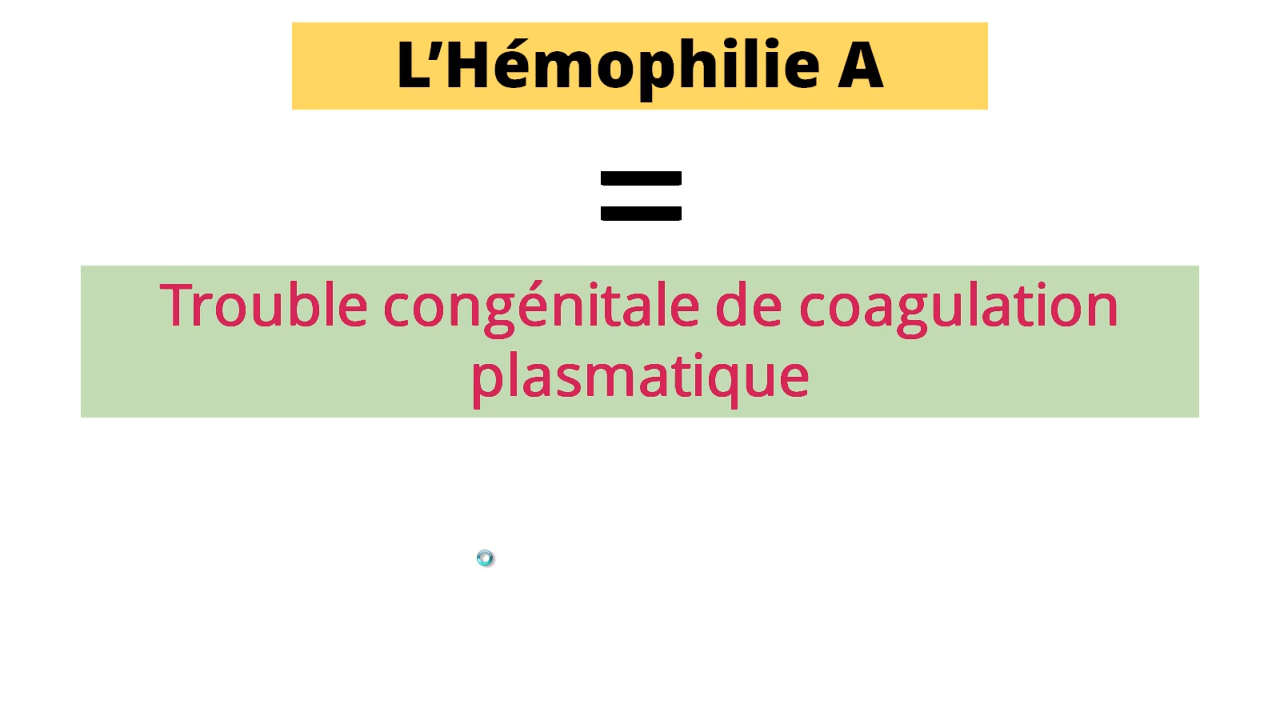 L’Hémophilie A
=
Trouble congénitale de coagulation
plasmatique